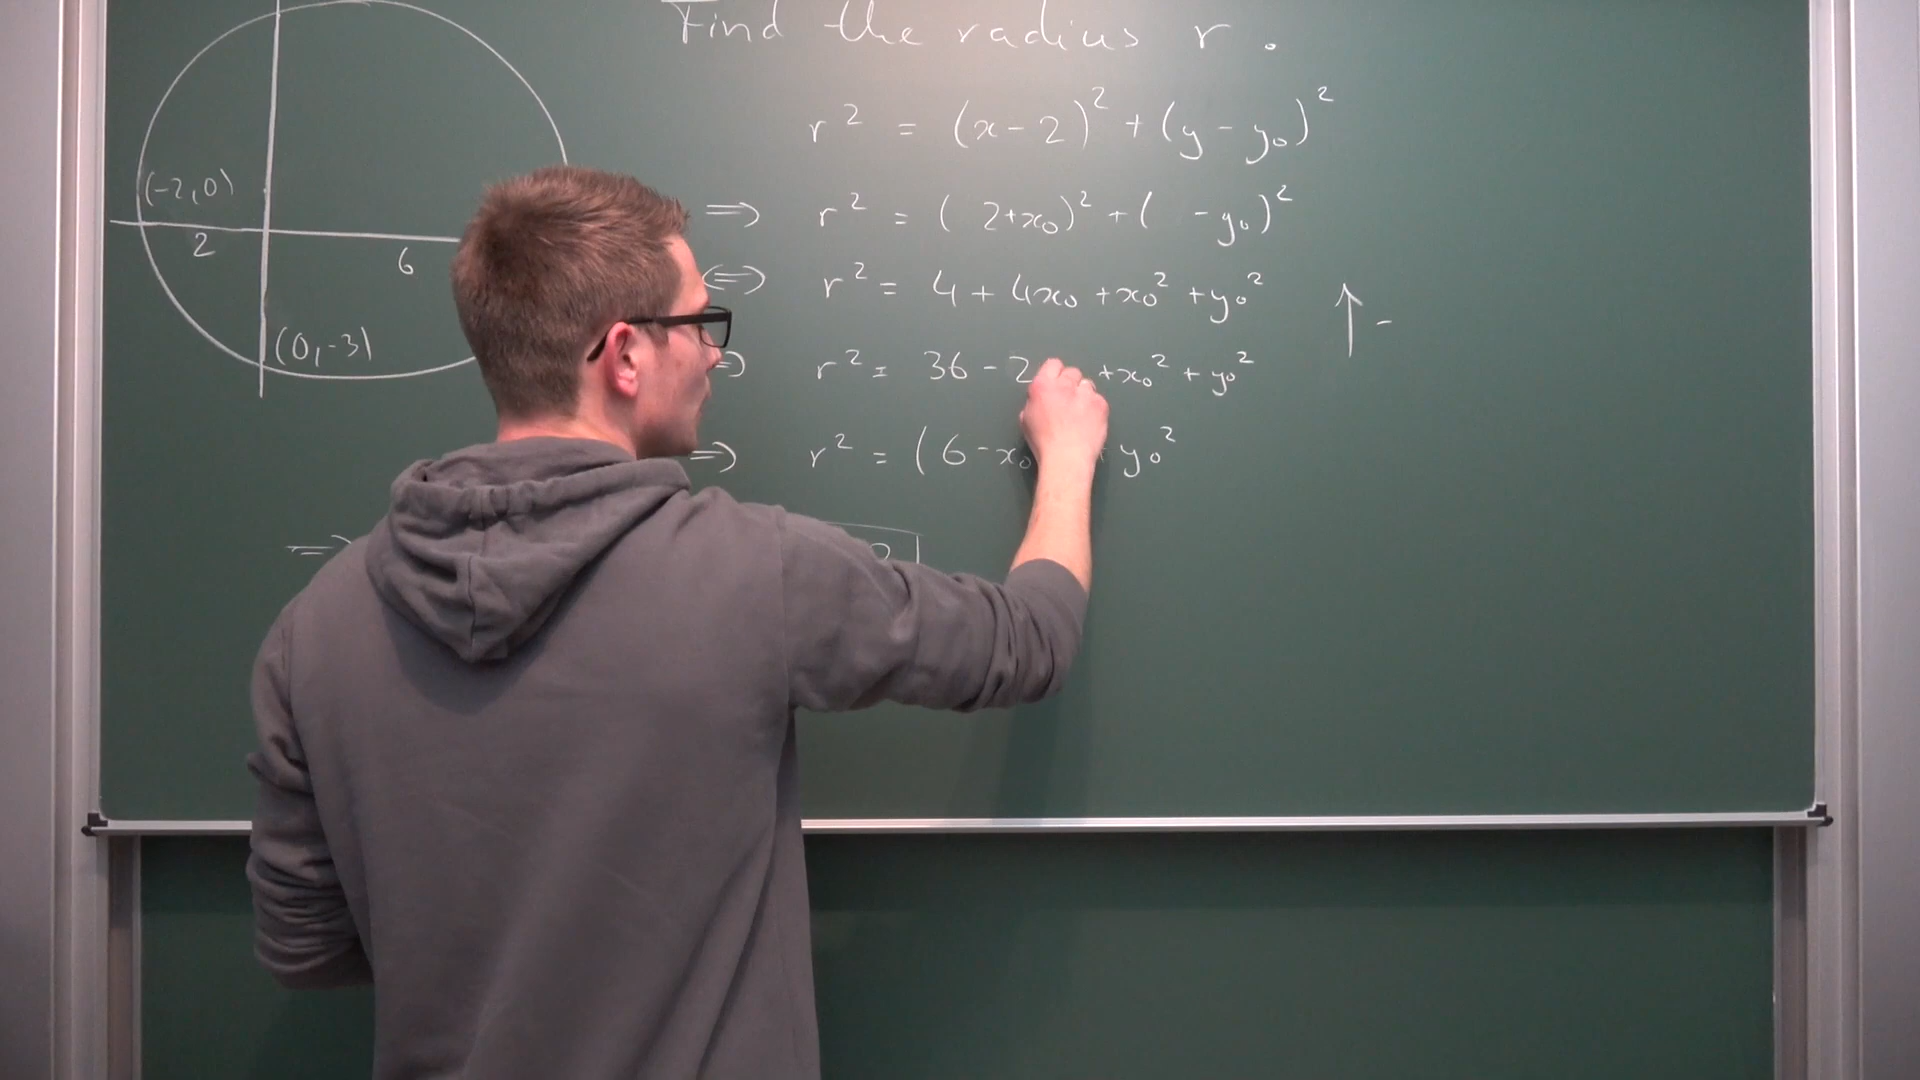 Find the radius r.
r² = (x-2)² + (y-y₀)²
⇒ r² = ( 2+x₀)² + ( -y₀)²
(-2,0)
2
6
⇔ r² = 4 + 4x₀ + x₀² + y₀²
↑ -
(0,-3)
⇒ r² = 36 - 2 + x₀² + y₀²
⇒ r² = (6-x₀ + y₀²
⇒